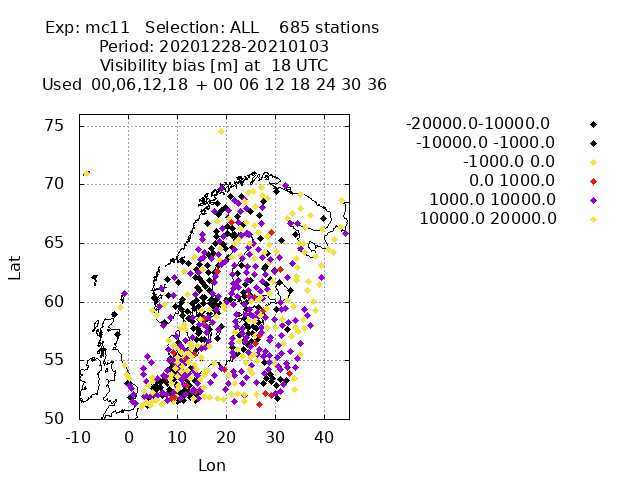 Exp: mc11 Selection: ALL 685 stations
Period: 20201228-20210103
Visibility bias [m] at 18 UTC
Used 00,06,12,18 + 00 06 12 18 24 30 36
-20000.0-10000.0
-10000.0 -1000.0
-1000.0 0.0
0.0 1000.0
1000.0 10000.0
10000.0 20000.0
75
70
65
60
55
50
Lat
-10 0 10 20 30 40
Lon